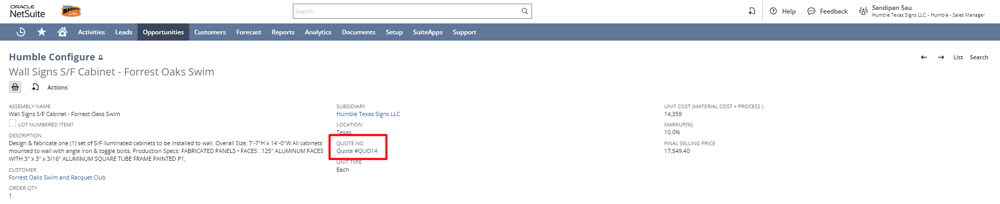 ORACLE
NetSuite
SIGNS
Search
Help
Feedback
Sandipan Sau
Humble Texas Signs LLC - Humble - Sales Manager
Activities
Leads
Opportunities
Customers
Forecast
Reports
Analytics
Documents
Setup
SuiteApps
Support
Humble Configure
List
Search
Wall Signs S/F Cabinet - Forrest Oaks Swim
Actions
ASSEMBLY NAME
Wall Signs S/F Cabinet - Forrest Oaks Swim
LOT NUMBERED ITEM?
DESCRIPTION
Design & fabricate one (1) set of S/F iluminated cabinets to be installed to wall. Overall Size: 7'-7"H x 14'-0"W All cabinets
mounted to wall with angle iron & toggle bolts. Production Specs: FABRICATED PANELS • FACES: .125" ALUMINUM FACES
WITH 3" x 3" x 3/16" ALUMINUM SQUARE TUBE FRAME PAINTED P1,
CUSTOMER
Forrest Oaks Swim and Racquet Club
ORDER QTY
1
SUBSIDIARY
Humble Texas Signs LLC
LOCATION
Texas
QUOTE NO.
Quote #QUO14
UNIT TYPE
Each
UNIT COST (MATERIAL COST + PROCESS )
14,359
MARKUP(%)
10.0%
FINAL SELLING PRICE
17,549.40